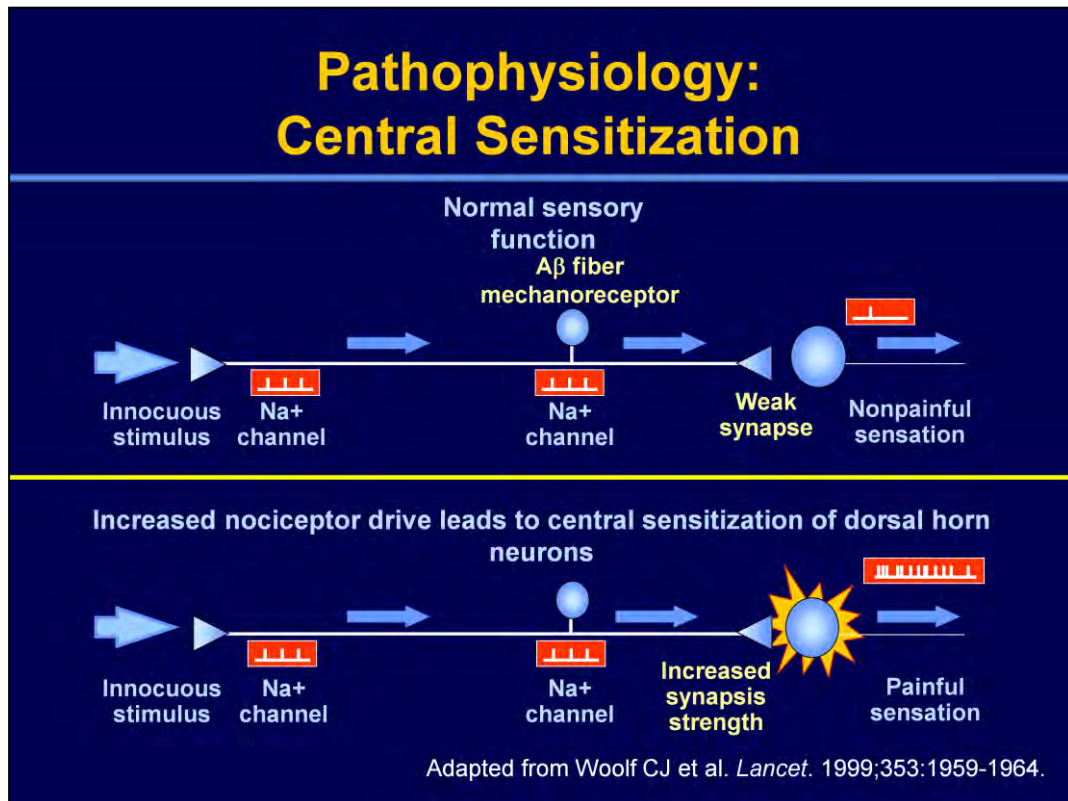 Pathophysiology:
Central Sensitization
Normal sensory
function
Aβ fiber
mechanoreceptor
Innocuous
stimulus
Na+
channel
Na+
channel
Weak
synapse
Nonpainful
sensation
Increased nociceptor drive leads to central sensitization of dorsal horn
neurons
Innocuous
stimulus
Na+
channel
Na+
channel
Increased
synapsis
strength
Painful
sensation
Adapted from Woolf CJ et al. Lancet. 1999;353:1959-1964.